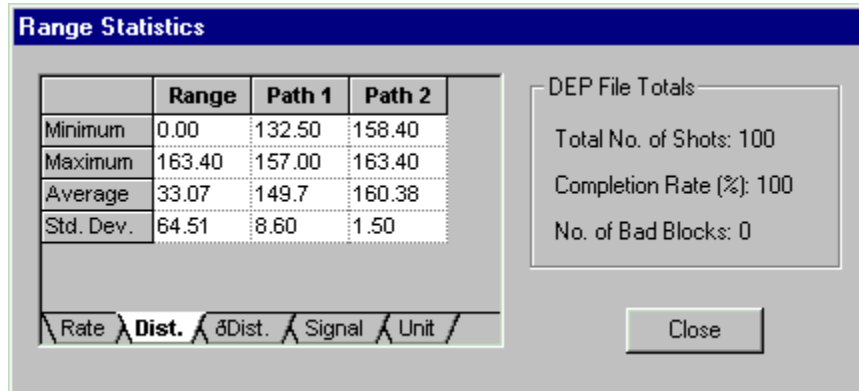 Range Statistics
Range Path 1 Path 2
Minimum 0.00 132.50 158.40
Maximum 163.40 157.00 163.40
Average 33.07 149.7 160.38
Std. Dev. 64.51 8.60 1.50
Rate Dist. δDist. Signal Unit
DEP File Totals
Total No. of Shots: 100
Completion Rate (%): 100
No. of Bad Blocks: 0
Close